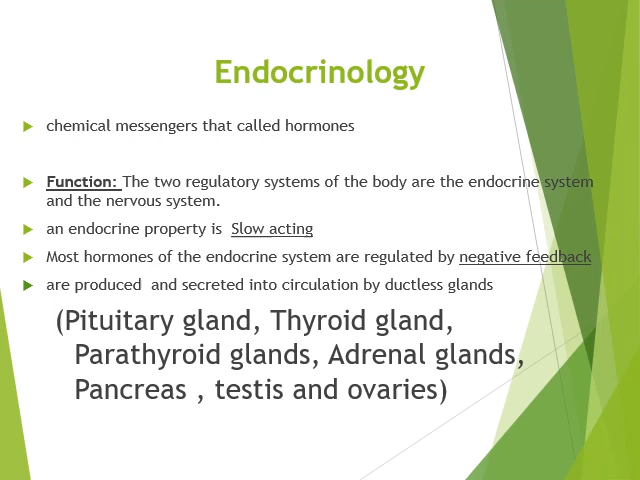 Endocrinology
chemical messengers that called hormones
Function: The two regulatory systems of the body are the endocrine system
and the nervous system.
an endocrine property is Slow acting
Most hormones of the endocrine system are regulated by negative feedback
are produced and secreted into circulation by ductless glands
(Pituitary gland, Thyroid gland,
Parathyroid glands, Adrenal glands,
Pancreas , testis and ovaries)